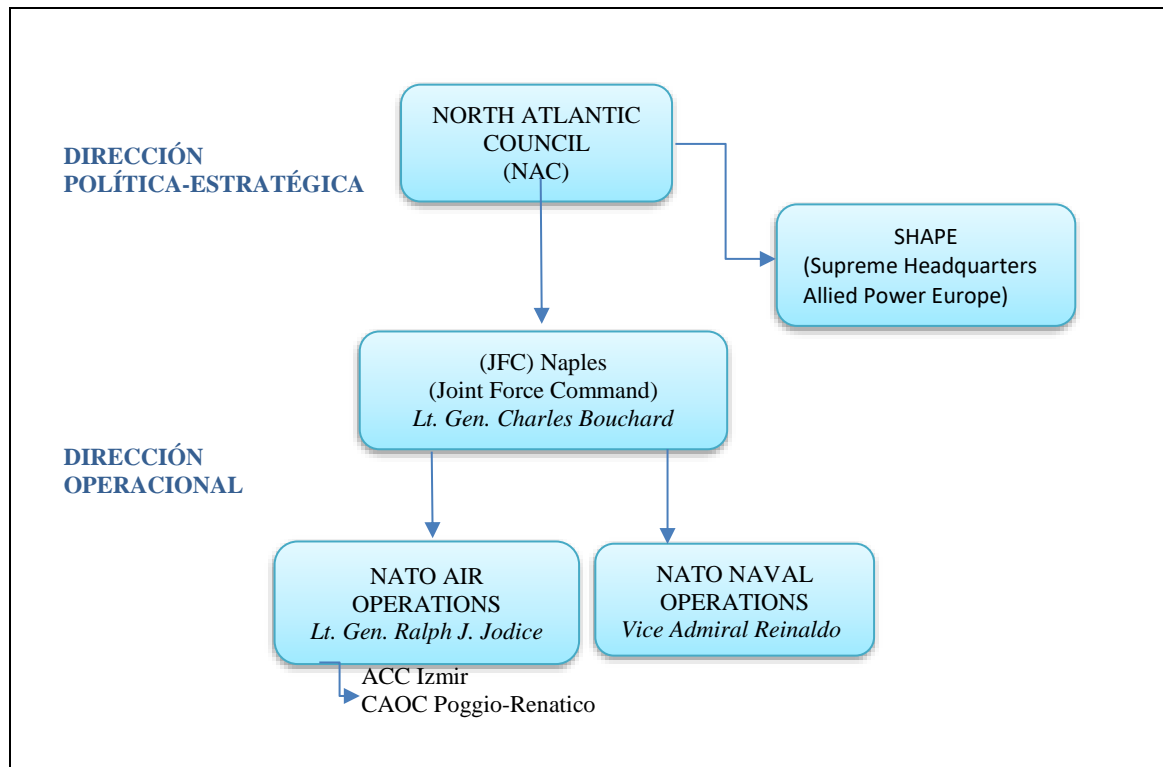 NORTH ATLANTIC
COUNCIL
(NAC)
DIRECCIÓN
POLÍTICA-ESTRATÉGICA
SHAPE
(Supreme Headquarters
Allied Power Europe)
(JFC) Naples
(Joint Force Command)
Lt. Gen. Charles Bouchard
DIRECCIÓN
OPERACIONAL
NATO AIR
OPERATIONS
Lt. Gen. Ralph J. Jodice
NATO NAVAL
OPERATIONS
Vice Admiral Reinaldo
ACC Izmir
CAOC Poggio-Renatico